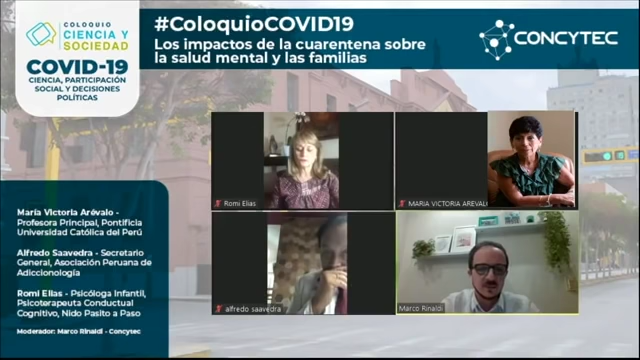 COLOQUIO
CIENCIA Y
SOCIEDAD
COVID-19
CIENCIA, PARTICIPACIÓN
SOCIAL Y DECISIONES
POLÍTICAS
#ColoquioCOVID19
Los impactos de la cuarentena sobre
la salud mental y las familias
CONCYTEC
Romi Elias
MARIA VICTORIA AREVALO
alfredo saavedra
Marco Rinaldi
María Victoria Arévalo -
Profesora Principal, Pontificia
Universidad Católica del Perú
Alfredo Saavedra - Secretario
General, Asociación Peruana de
Adiccionología
Romi Elias - Psicóloga Infantil,
Psicoterapeuta Conductual
Cognitivo, Nido Pasito a Paso
Moderador: Marco Rinaldi - Concytec